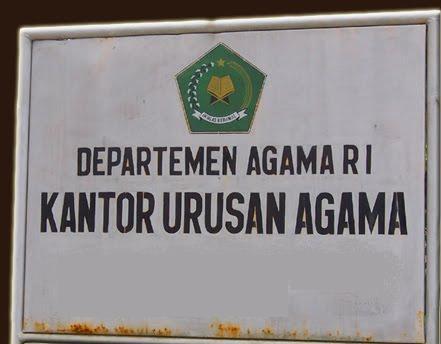 DEPARTEMEN AGAMA R I
KANTOR URUSAN AGAMA